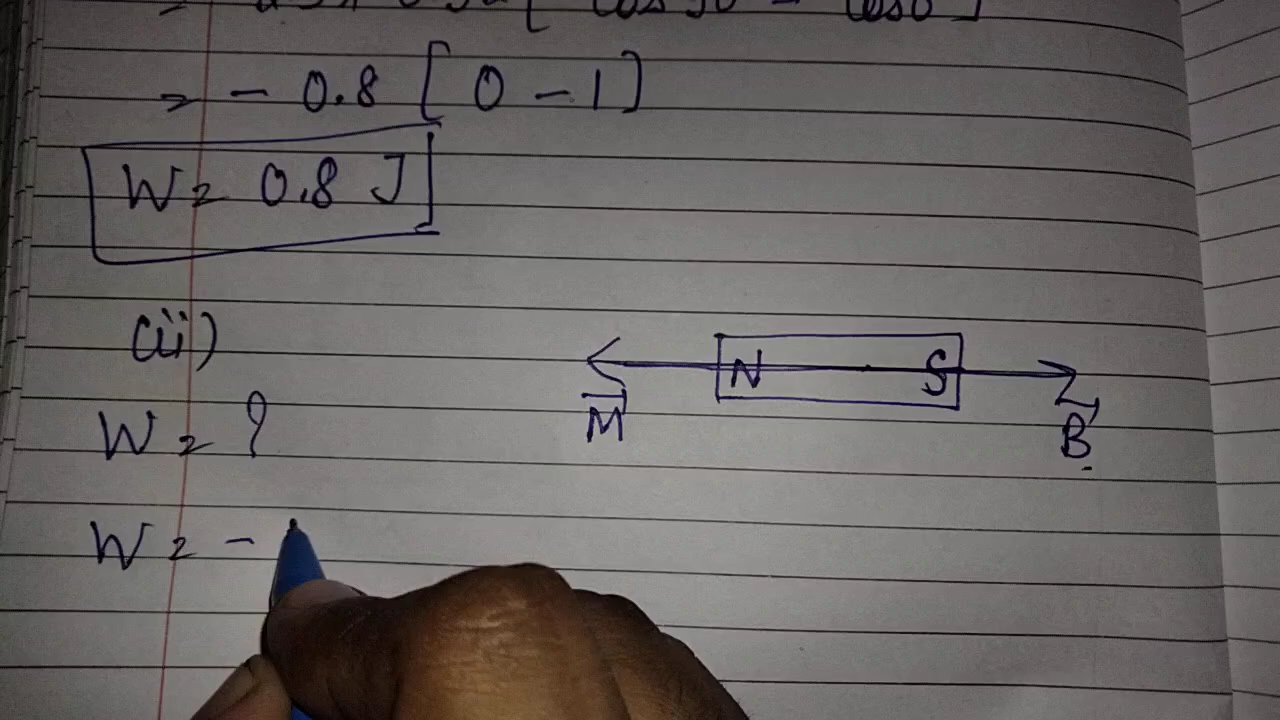 = - 0.8 [ 0 - 1 ]
W = 0.8 J
(ii)
N S
M B
W = ?
W = -